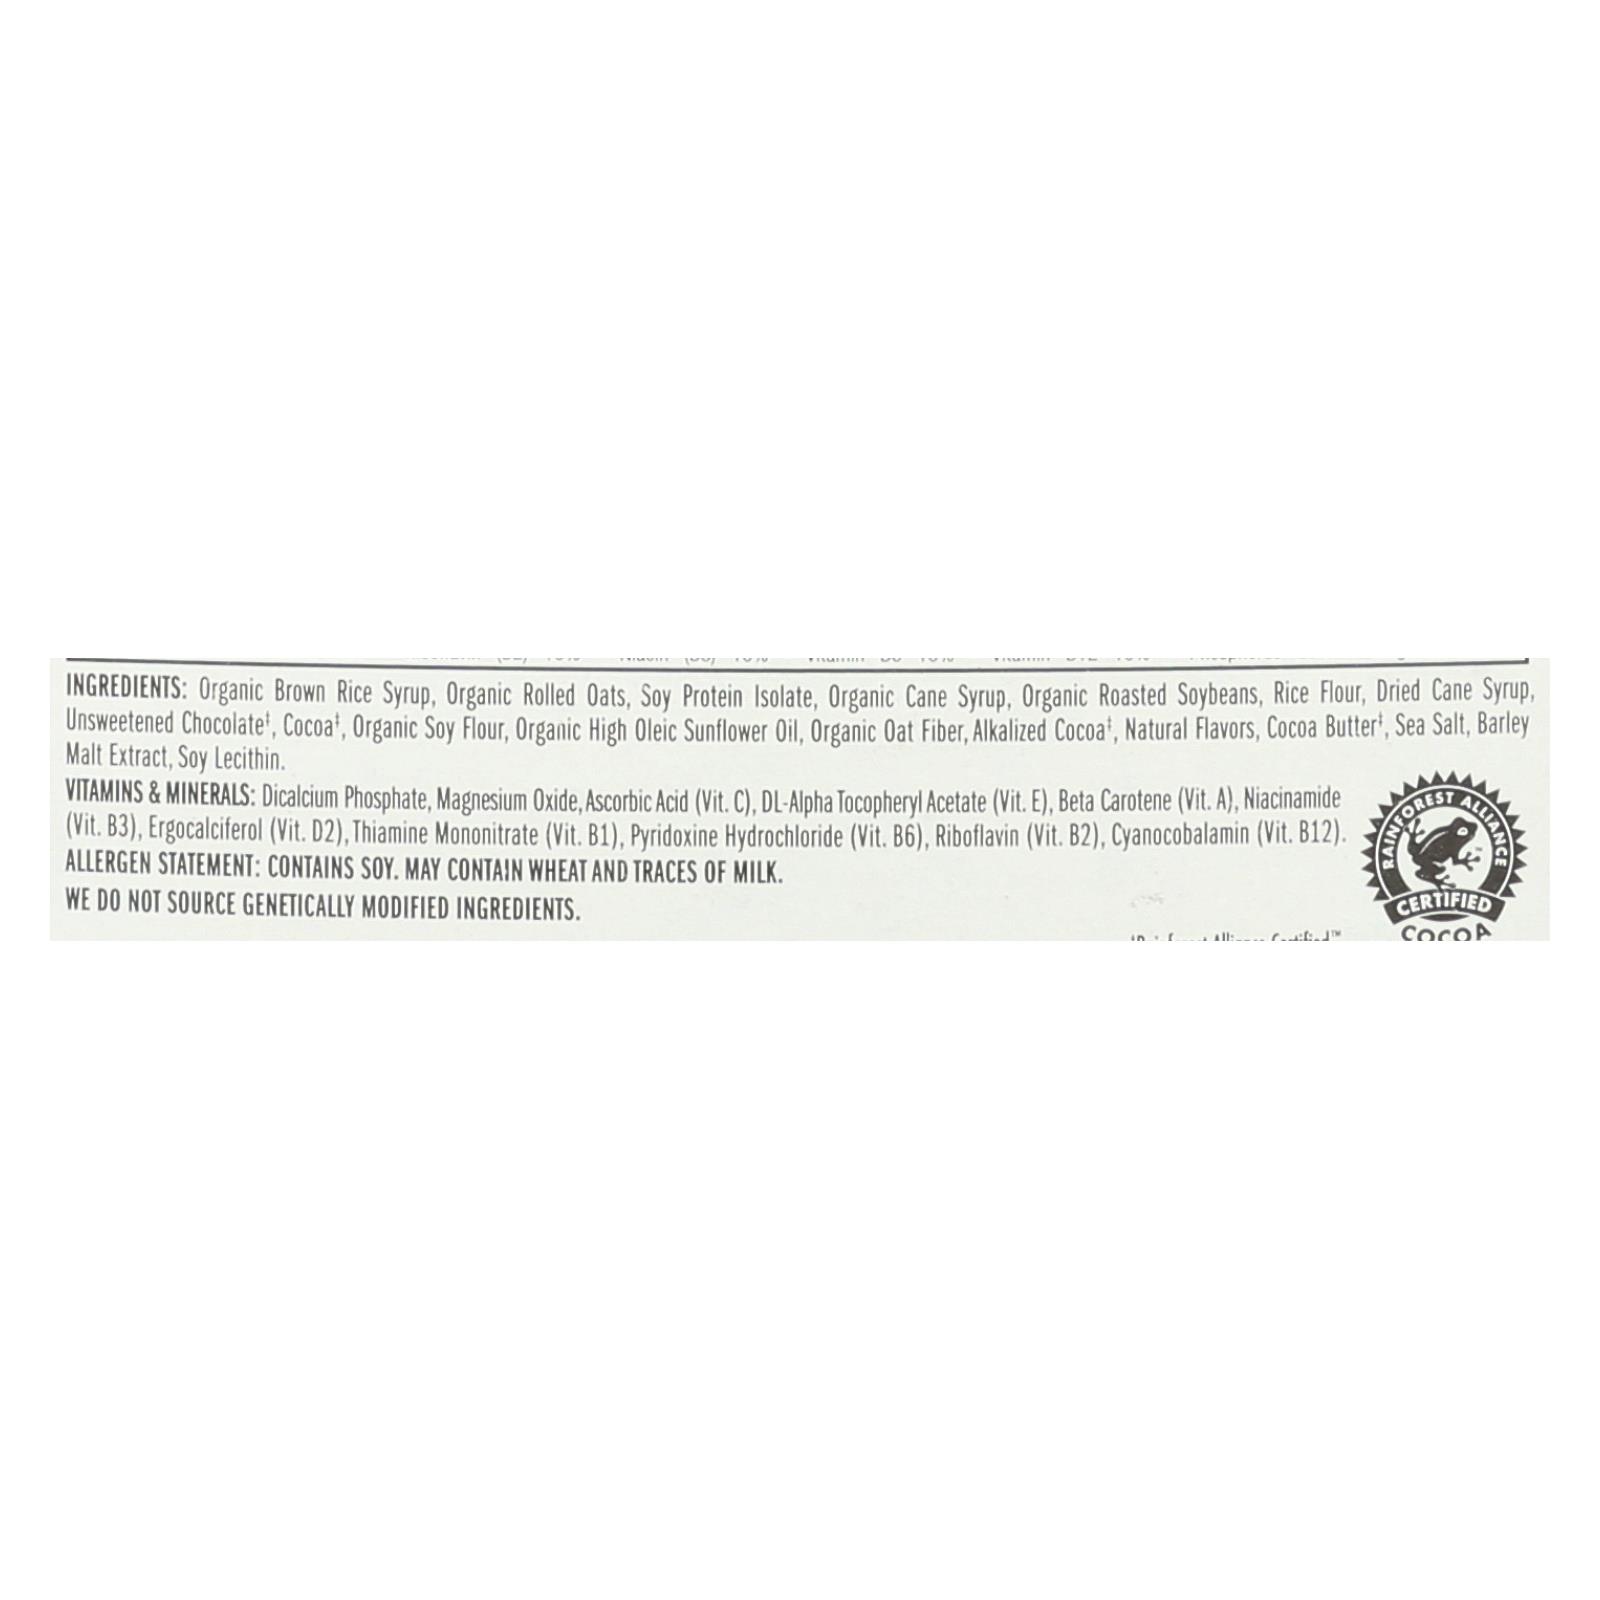 INGREDIENTS: Organic Brown Rice Syrup, Organic Rolled Oats, Soy Protein Isolate, Organic Cane Syrup, Organic Roasted Soybeans, Rice Flour, Dried Cane Syrup,
Unsweetened Chocolate‡, Cocoa‡, Organic Soy Flour, Organic High Oleic Sunflower Oil, Organic Oat Fiber, Alkalized Cocoa‡, Natural Flavors, Cocoa Butter‡, Sea Salt, Barley
Malt Extract, Soy Lecithin.
VITAMINS & MINERALS: Dicalcium Phosphate, Magnesium Oxide, Ascorbic Acid (Vit. C), DL-Alpha Tocopheryl Acetate (Vit. E), Beta Carotene (Vit. A), Niacinamide
(Vit. B3), Ergocalciferol (Vit. D2), Thiamine Mononitrate (Vit. B1), Pyridoxine Hydrochloride (Vit. B6), Riboflavin (Vit. B2), Cyanocobalamin (Vit. B12).
ALLERGEN STATEMENT: CONTAINS SOY. MAY CONTAIN WHEAT AND TRACES OF MILK.
WE DO NOT SOURCE GENETICALLY MODIFIED INGREDIENTS.
RAINFOREST ALLIANCE
CERTIFIED
COCOA